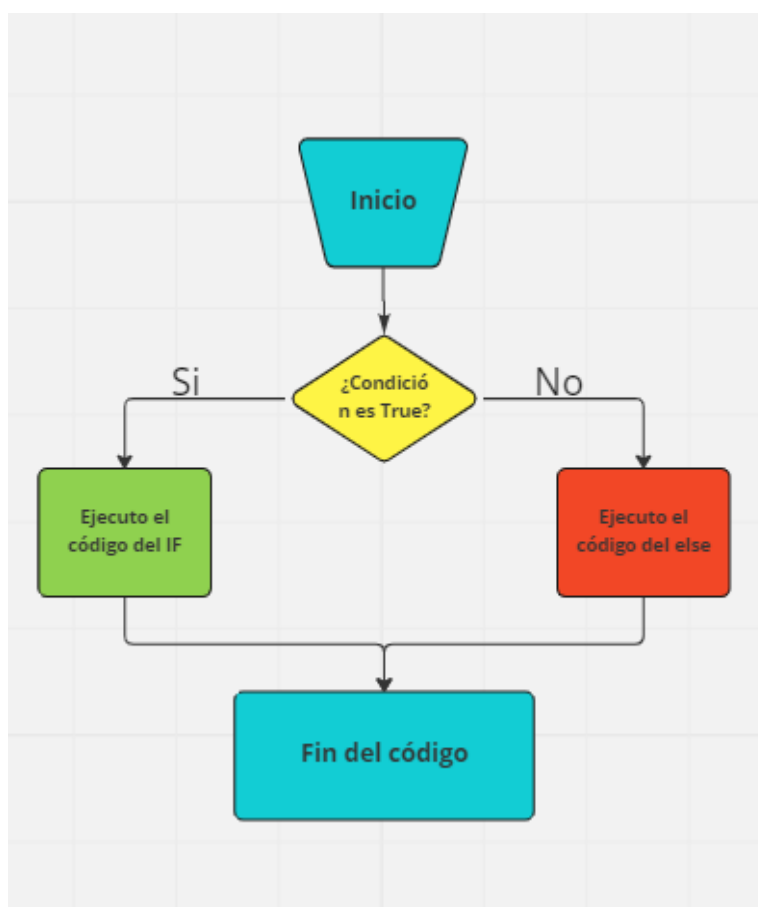 Inicio
¿Condició
n es True?
Si
No
Ejecuto el
código del IF
Ejecuto el
código del else
Fin del código